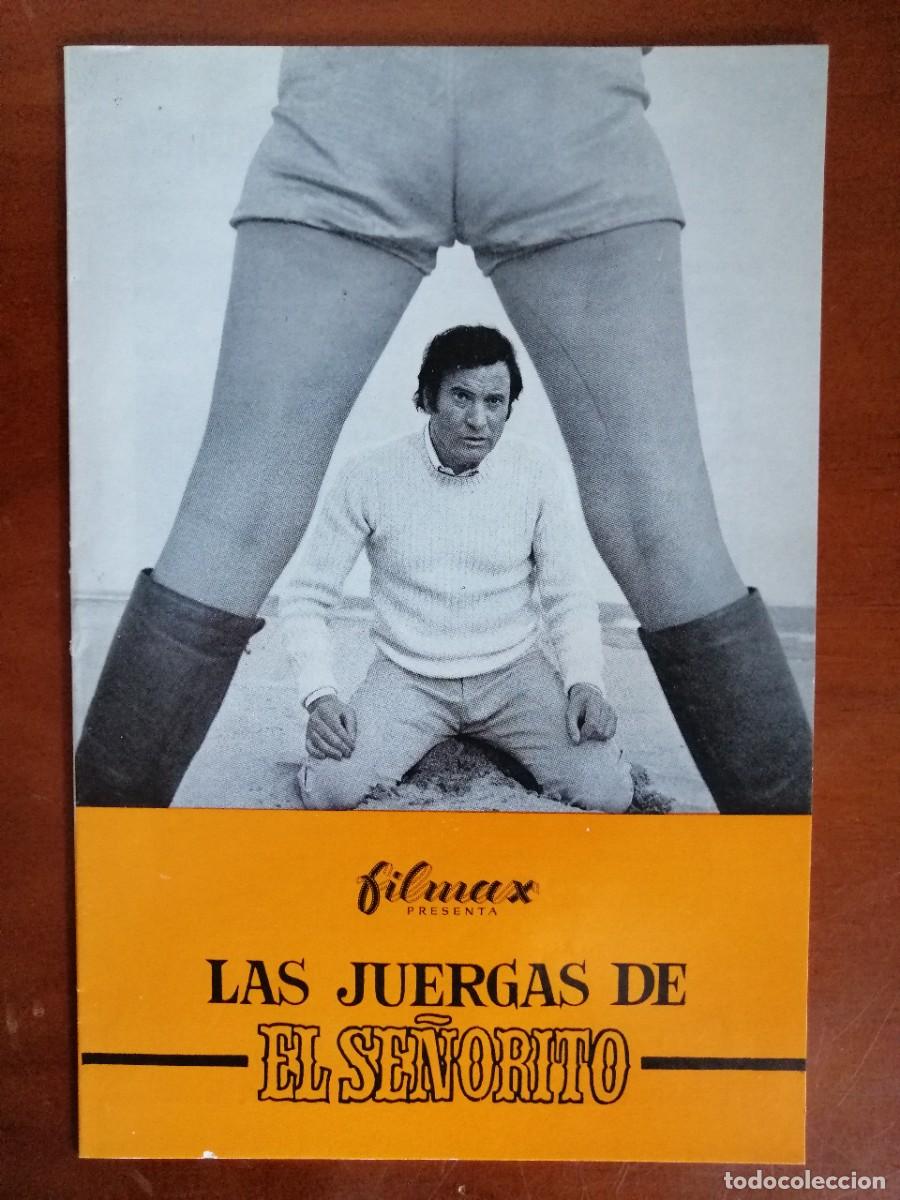 filmax
PRESENTA
LAS JUERGAS DE
EL SEÑORITO
todocoleccion